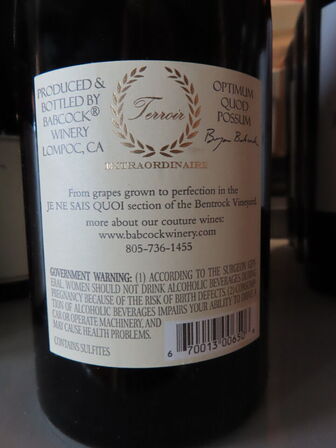 PRODUCED &
BOTTLED BY
BABCOCK®
WINERY
LOMPOC, CA
Terroir
EXTRAORDINAIRE
OPTIMUM
QUOD
POSSUM
From grapes grown to perfection in the
JE NE SAIS QUOI section of the Bentrock Vineyard.
more about our couture wines:
www.babcockwinery.com
805-736-1455
GOVERNMENT WARNING: (1) ACCORDING TO THE SURGEON GEN-
ERAL, WOMEN SHOULD NOT DRINK ALCOHOLIC BEVERAGES DURING
PREGNANCY BECAUSE OF THE RISK OF BIRTH DEFECTS. (2) CONSUMP-
TION OF ALCOHOLIC BEVERAGES IMPAIRS YOUR ABILITY TO DRIVE A
CAR OR OPERATE MACHINERY, AND
MAY CAUSE HEALTH PROBLEMS.
CONTAINS SULFITES
6 70013 00650